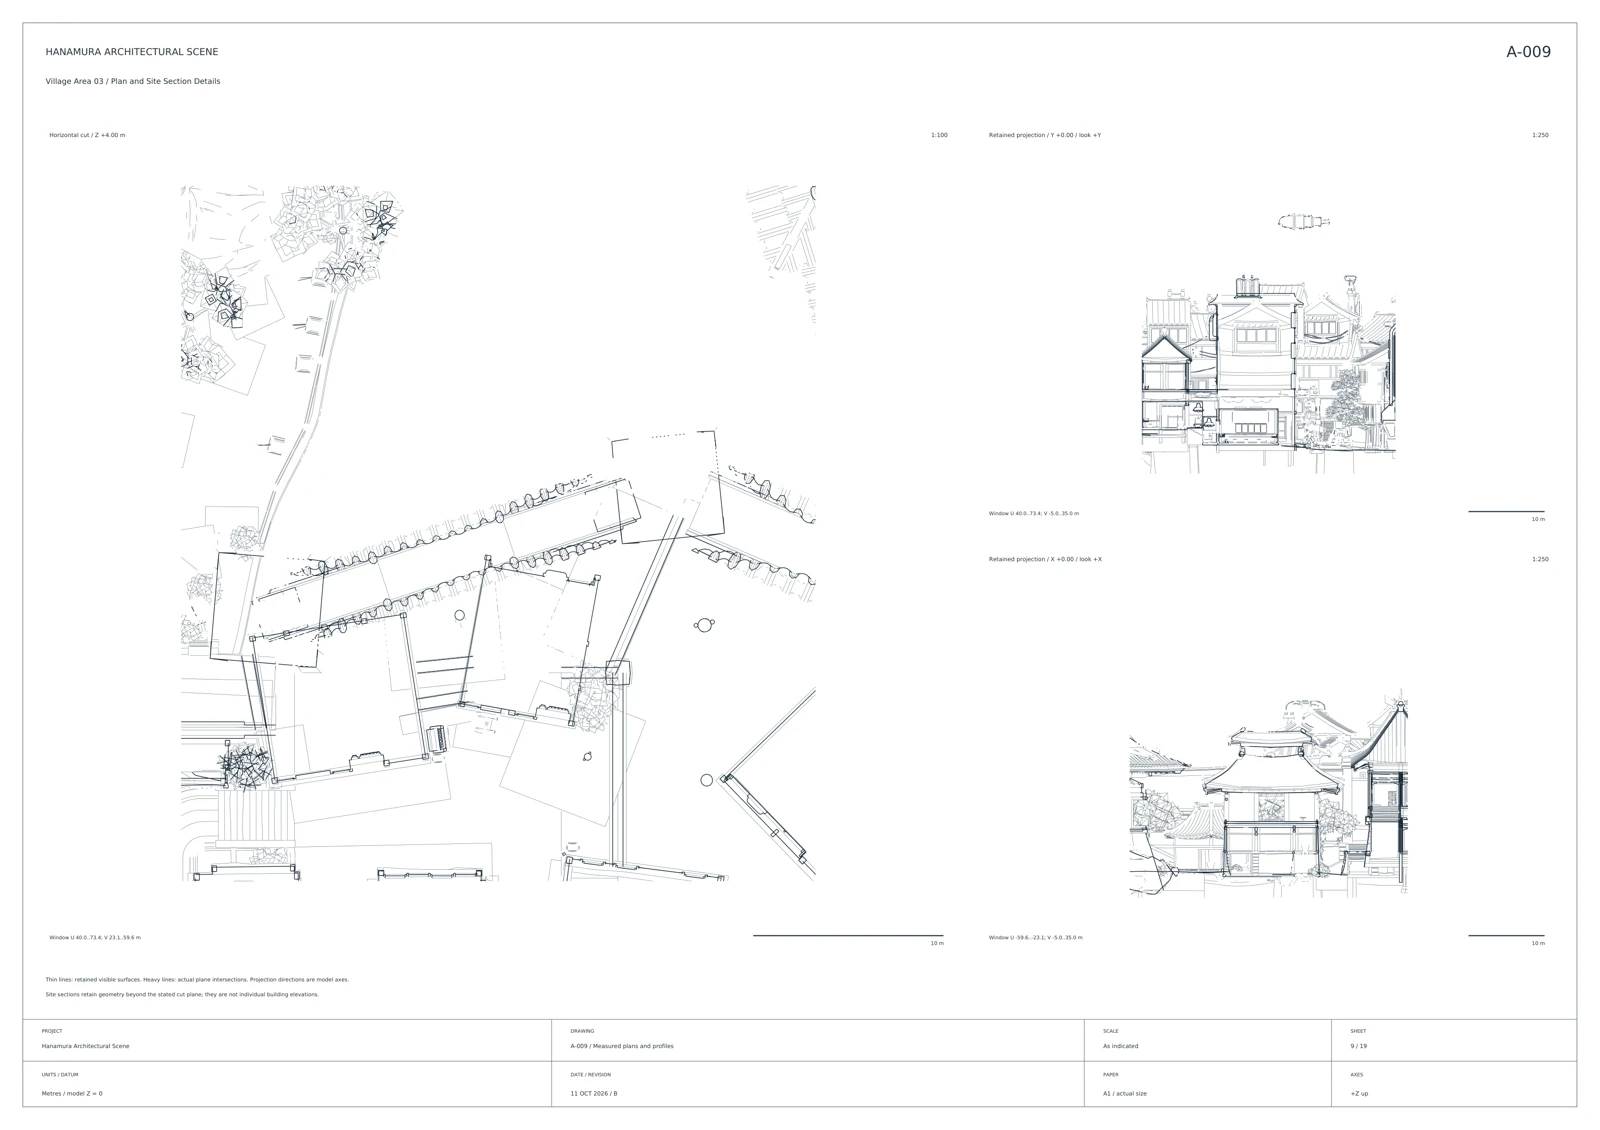 HANAMURA ARCHITECTURAL SCENE
A-009
Village Area 03 / Plan and Site Section Details
Horizontal cut / Z +4.00 m
1:100
Retained projection / Y +0.00 / look +Y
1:250
Window U 40.0..73.4; V -5.0..35.0 m
10 m
Retained projection / X +0.00 / look +X
1:250
Window U 40.0..73.4; V 23.1..59.6 m
10 m
Window U -59.6..-23.1; V -5.0..35.0 m
10 m
Thin lines: retained visible surfaces. Heavy lines: actual plane intersections. Projection directions are model axes.
Site sections retain geometry beyond the stated cut plane; they are not individual building elevations.
PROJECT
Hanamura Architectural Scene
DRAWING
A-009 / Measured plans and profiles
SCALE
As indicated
SHEET
9 / 19
UNITS / DATUM
Metres / model Z = 0
DATE / REVISION
11 OCT 2026 / B
PAPER
A1 / actual size
AXES
+Z up